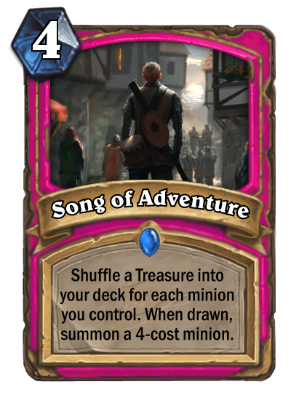 4
Song of Adventure
Shuffle a Treasure into
your deck for each minion
you control. When drawn,
summon a 4-cost minion.